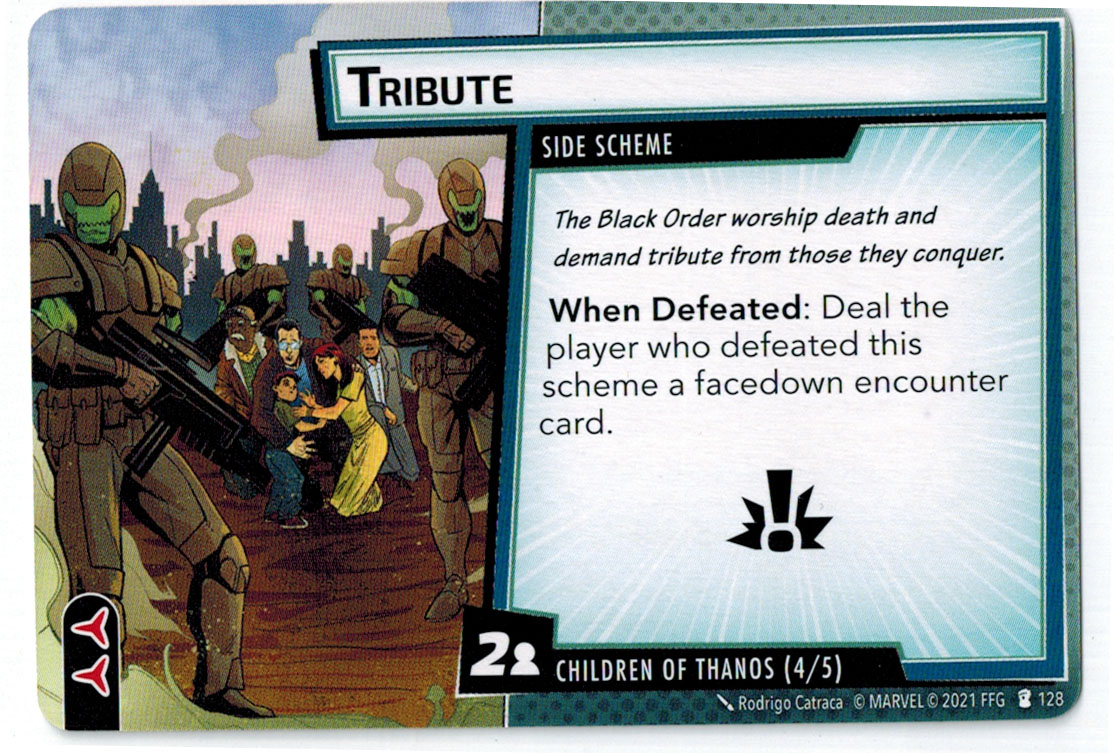 TRIBUTE
SIDE SCHEME
The Black Order worship death and
demand tribute from those they conquer.
When Defeated: Deal the
player who defeated this
scheme a facedown encounter
card.
2
CHILDREN OF THANOS (4/5)
Rodrigo Catraca © MARVEL © 2021 FFG 128